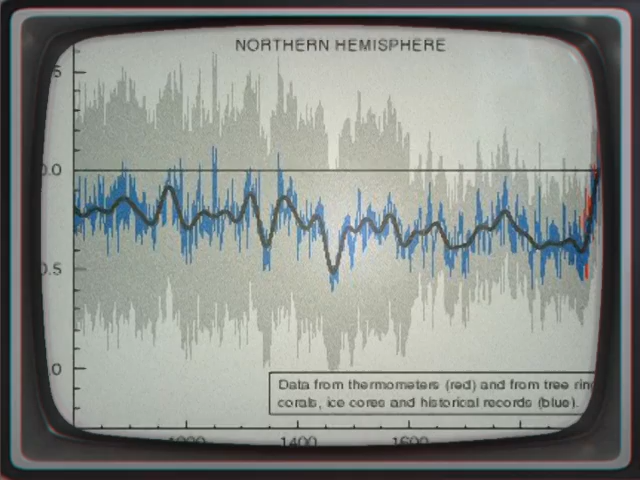 NORTHERN HEMISPHERE
0.0
0.5
0
Data from thermometers (red) and from tree ring
corals, ice cores and historical records (blue).
1400
1600